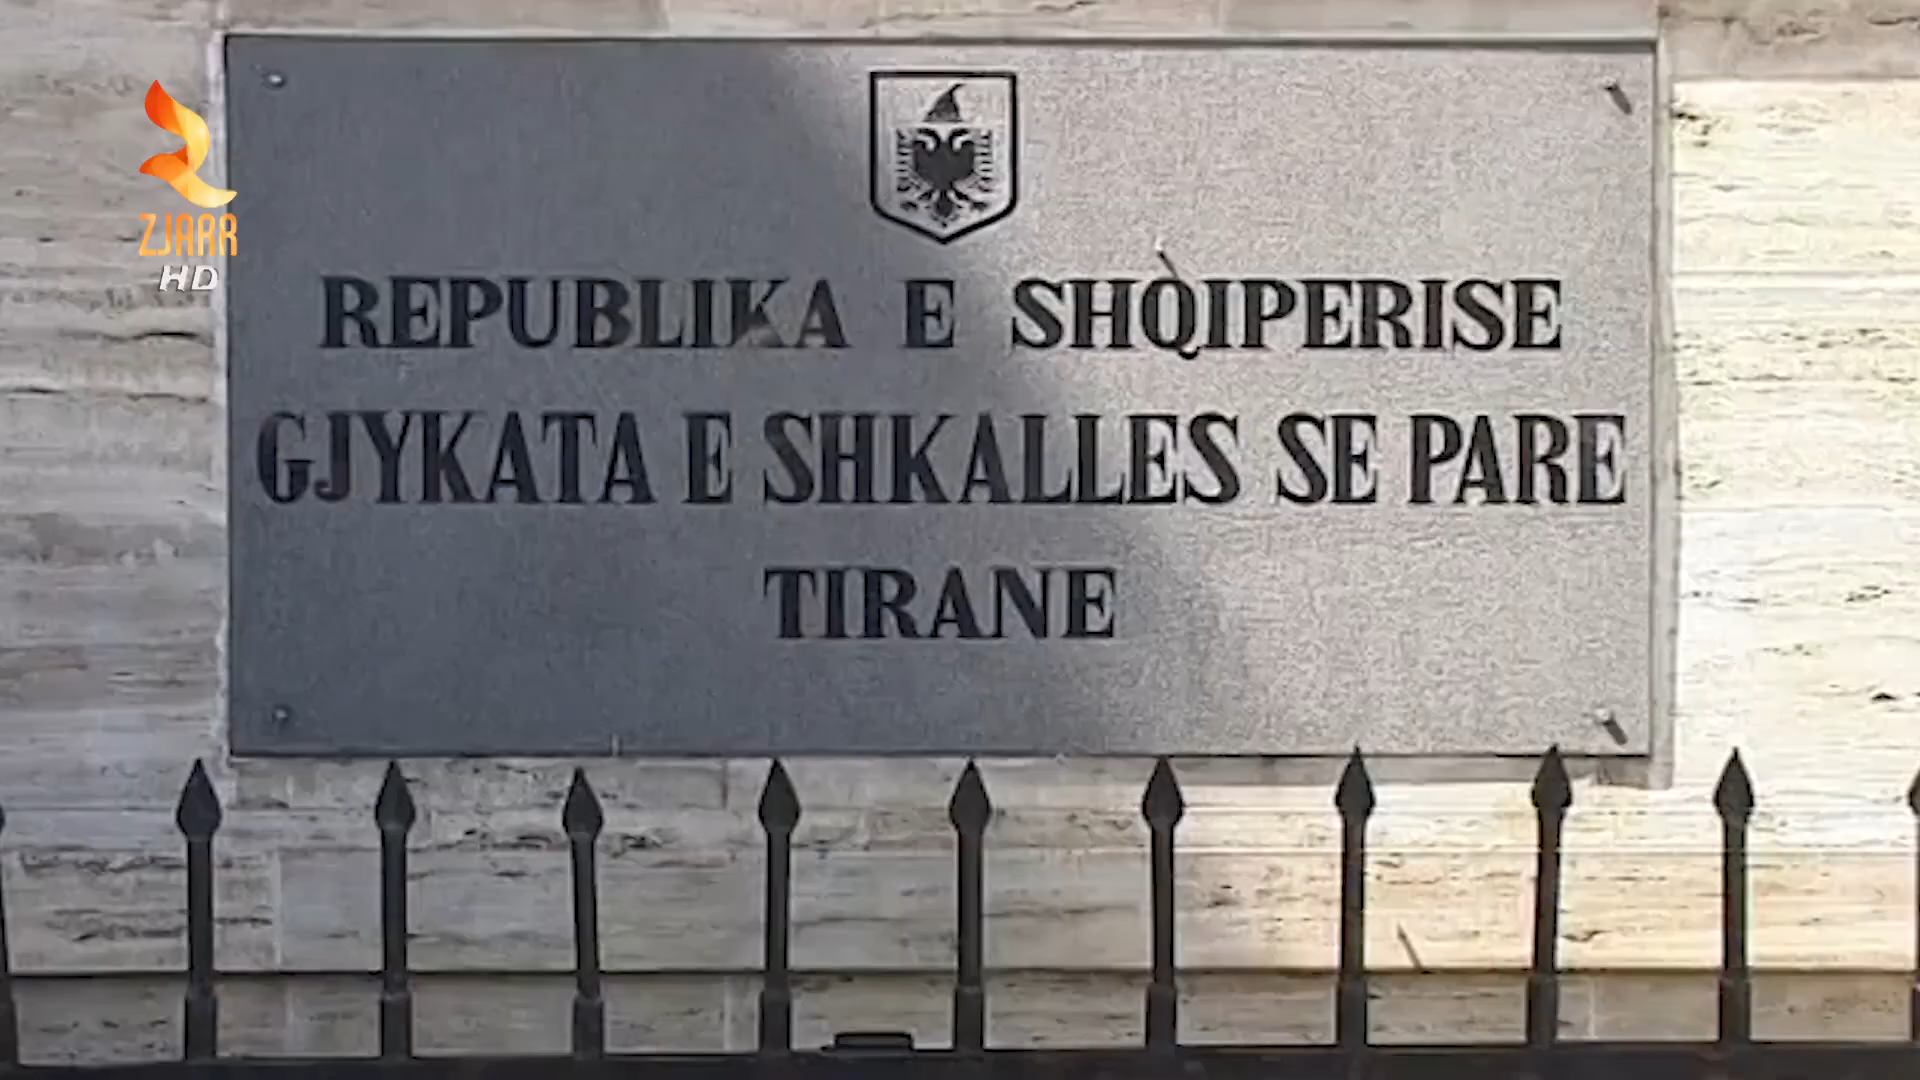 ZJARR
HD
REPUBLIKA E SHQIPERISE
GJYKATA E SHKALLES SE PARE
TIRANE